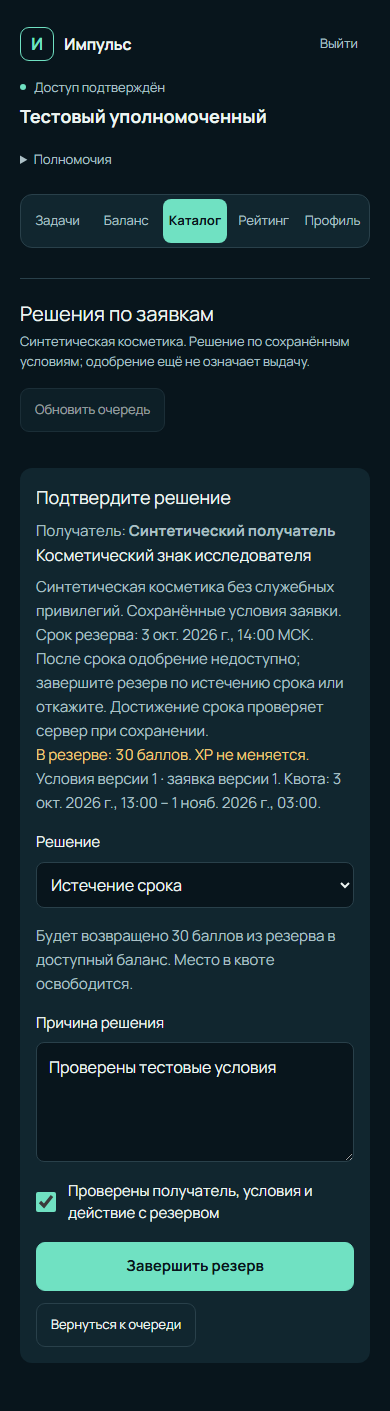 И Импульс Выйти
Доступ подтверждён
Тестовый уполномоченный
Полномочия
Задачи Баланс Каталог Рейтинг Профиль
Решения по заявкам
Синтетическая косметика. Решение по сохранённым
условиям; одобрение ещё не означает выдачу.
Обновить очередь
Подтвердите решение
Получатель: Синтетический получатель
Косметический знак исследователя
Синтетическая косметика без служебных
привилегий. Сохранённые условия заявки.
Срок резерва: 3 окт. 2026 г., 14:00 МСК.
После срока одобрение недоступно;
завершите резерв по истечению срока или
откажите. Достижение срока проверяет
сервер при сохранении.
В резерве: 30 баллов. XP не меняется.
Условия версии 1 · заявка версии 1. Квота: 3
окт. 2026 г., 13:00 – 1 нояб. 2026 г., 03:00.
Решение
Истечение срока
Будет возвращено 30 баллов из резерва в
доступный баланс. Место в квоте
освободится.
Причина решения
Проверены тестовые условия
Проверены получатель, условия и
действие с резервом
Завершить резерв
Вернуться к очереди